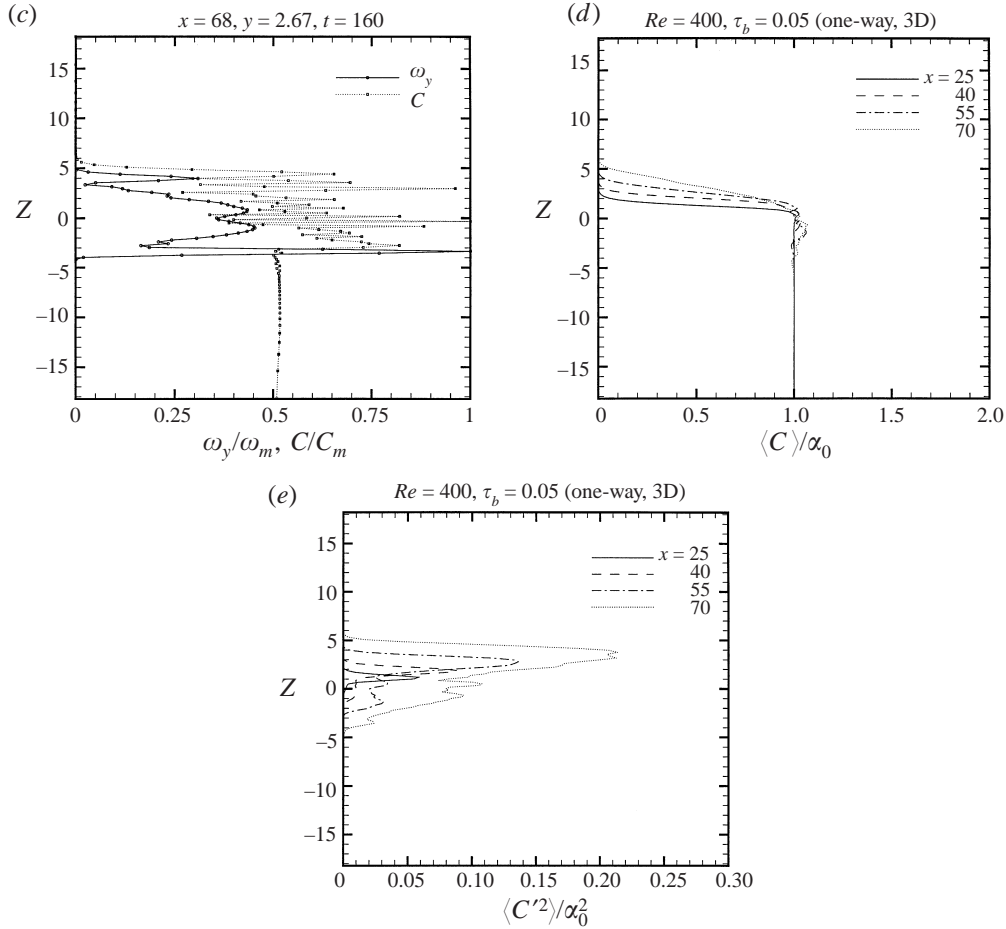 (c)
x = 68, y = 2.67, t = 160
15
10
5
Z 0
−5
−10
−15
ω_y
C
0 0.25 0.5 0.75 1
ω_y/ω_m, C/C_m
(d)
Re = 400, τ_b = 0.05 (one-way, 3D)
15
10
5
Z 0
−5
−10
−15
x = 25
40
55
70
0 0.5 1.0 1.5 2.0
⟨C⟩/α_0
(e)
Re = 400, τ_b = 0.05 (one-way, 3D)
15
10
5
Z 0
−5
−10
−15
x = 25
40
55
70
0 0.05 0.10 0.15 0.20 0.25 0.30
⟨C′²⟩/α_0²